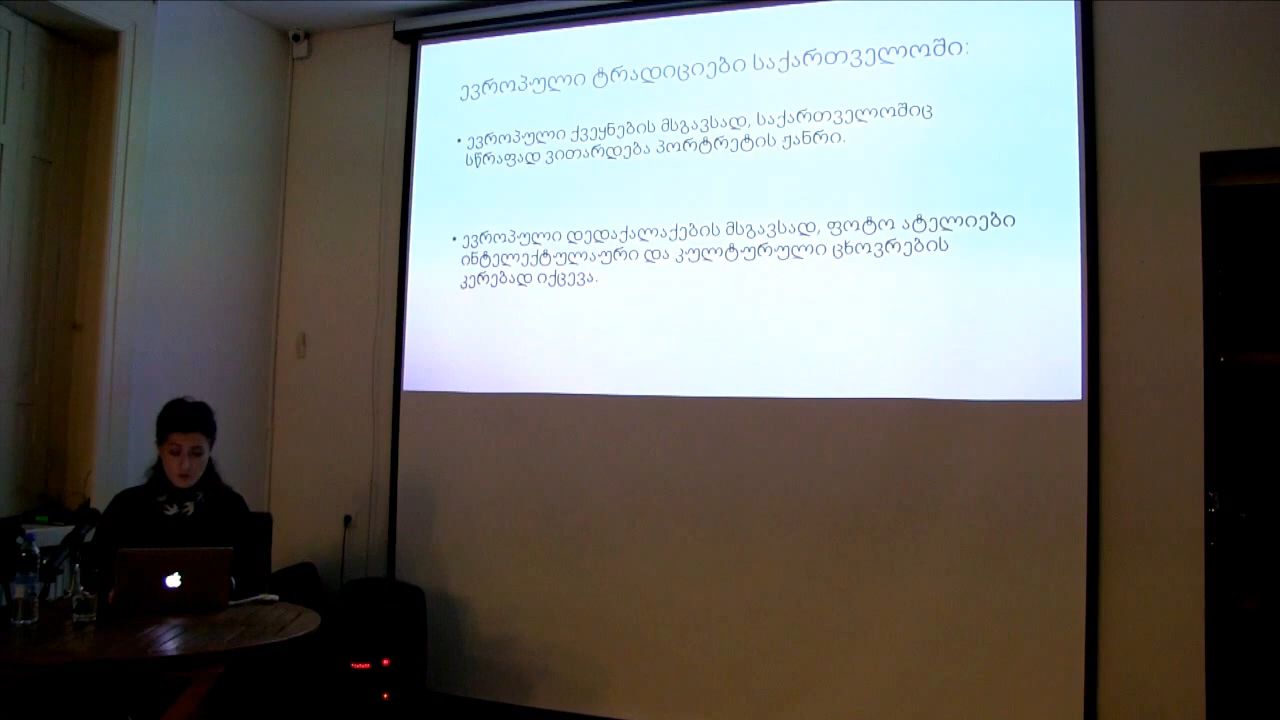 ევროპული ტრადიციები საქართველოში:
• ევროპული ქვეყნების მსგავსად, საქართველოშიც
სწრაფად ვითარდება პორტრეტის ჟანრი.
• ევროპული დედაქალაქების მსგავსად, ფოტო ატელიები
ინტელექტულაური და კულტურული ცხოვრების
კერებად იქცევა.